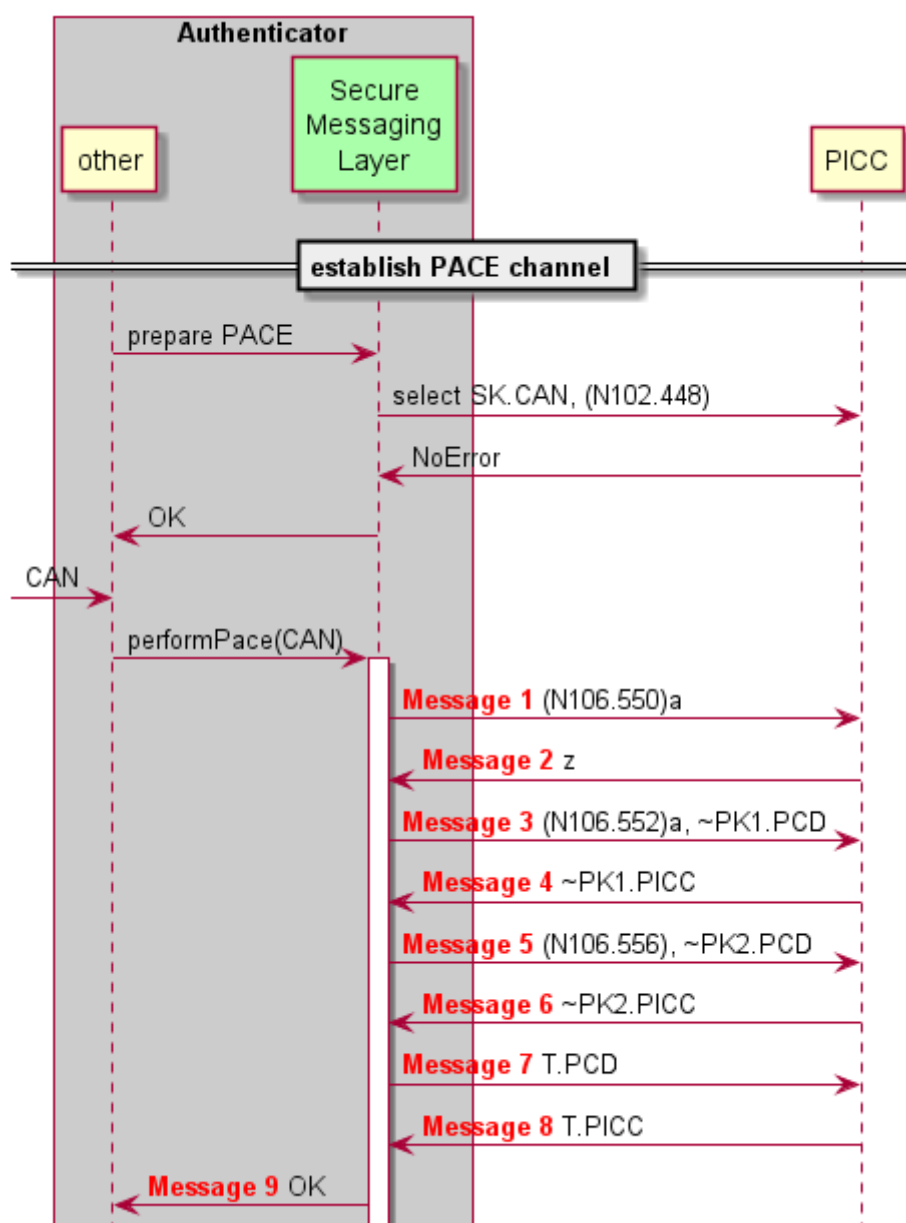 Authenticator
Secure
Messaging
Layer
other
PICC
establish PACE channel
prepare PACE
select SK.CAN, (N102.448)
NoError
OK
CAN
performPace(CAN)
Message 1 (N106.550)a
Message 2 z
Message 3 (N106.552)a, ~PK1.PCD
Message 4 ~PK1.PICC
Message 5 (N106.556), ~PK2.PCD
Message 6 ~PK2.PICC
Message 7 T.PCD
Message 8 T.PICC
Message 9 OK